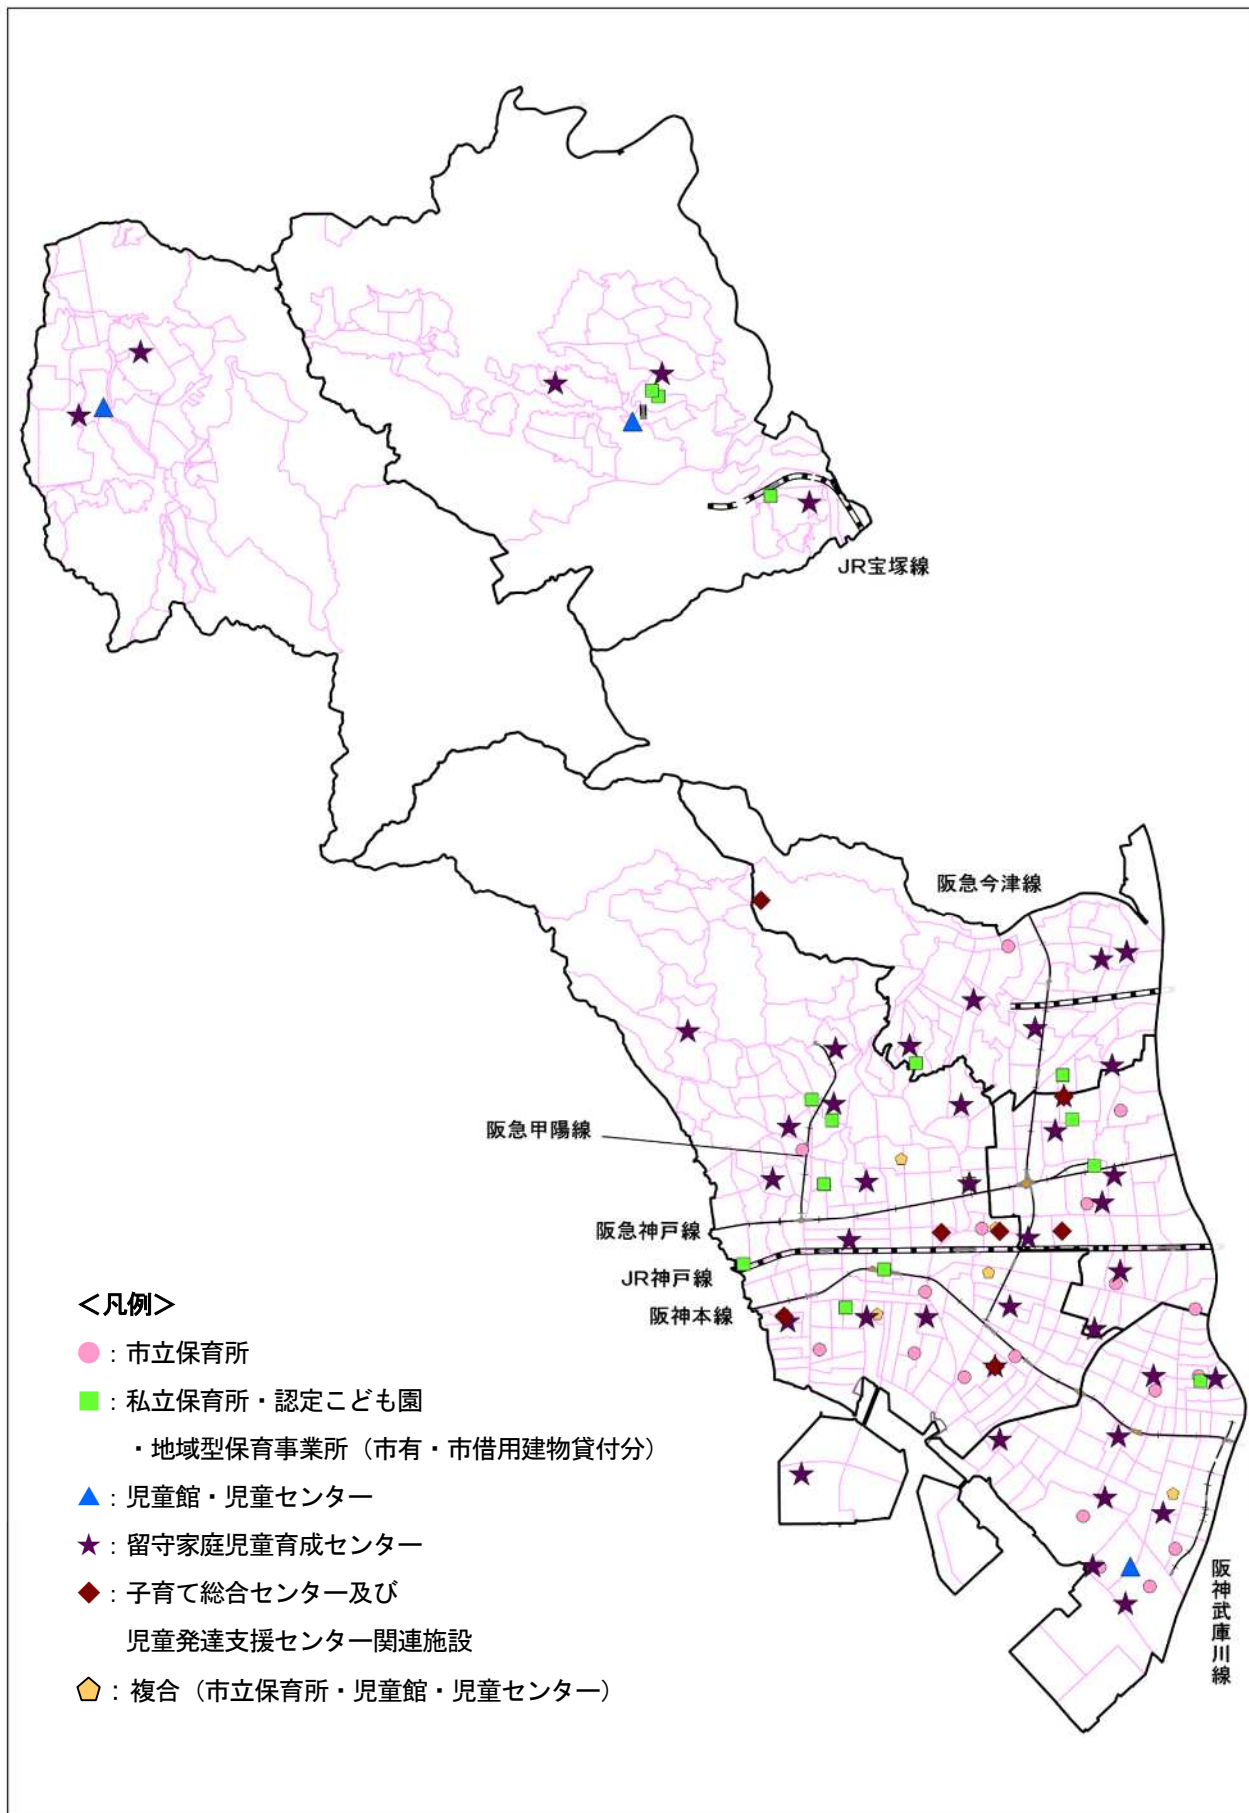 JR宝塚線
阪急今津線
阪急甲陽線
阪急神戸線
JR神戸線
阪神本線
＜凡例＞
：市立保育所
：私立保育所・認定こども園
・地域型保育事業所（市有・市借用建物貸付分）
：児童館・児童センター
：留守家庭児童育成センター
：子育て総合センター及び
児童発達支援センター関連施設
：複合（市立保育所・児童館・児童センター）
阪神武庫川線